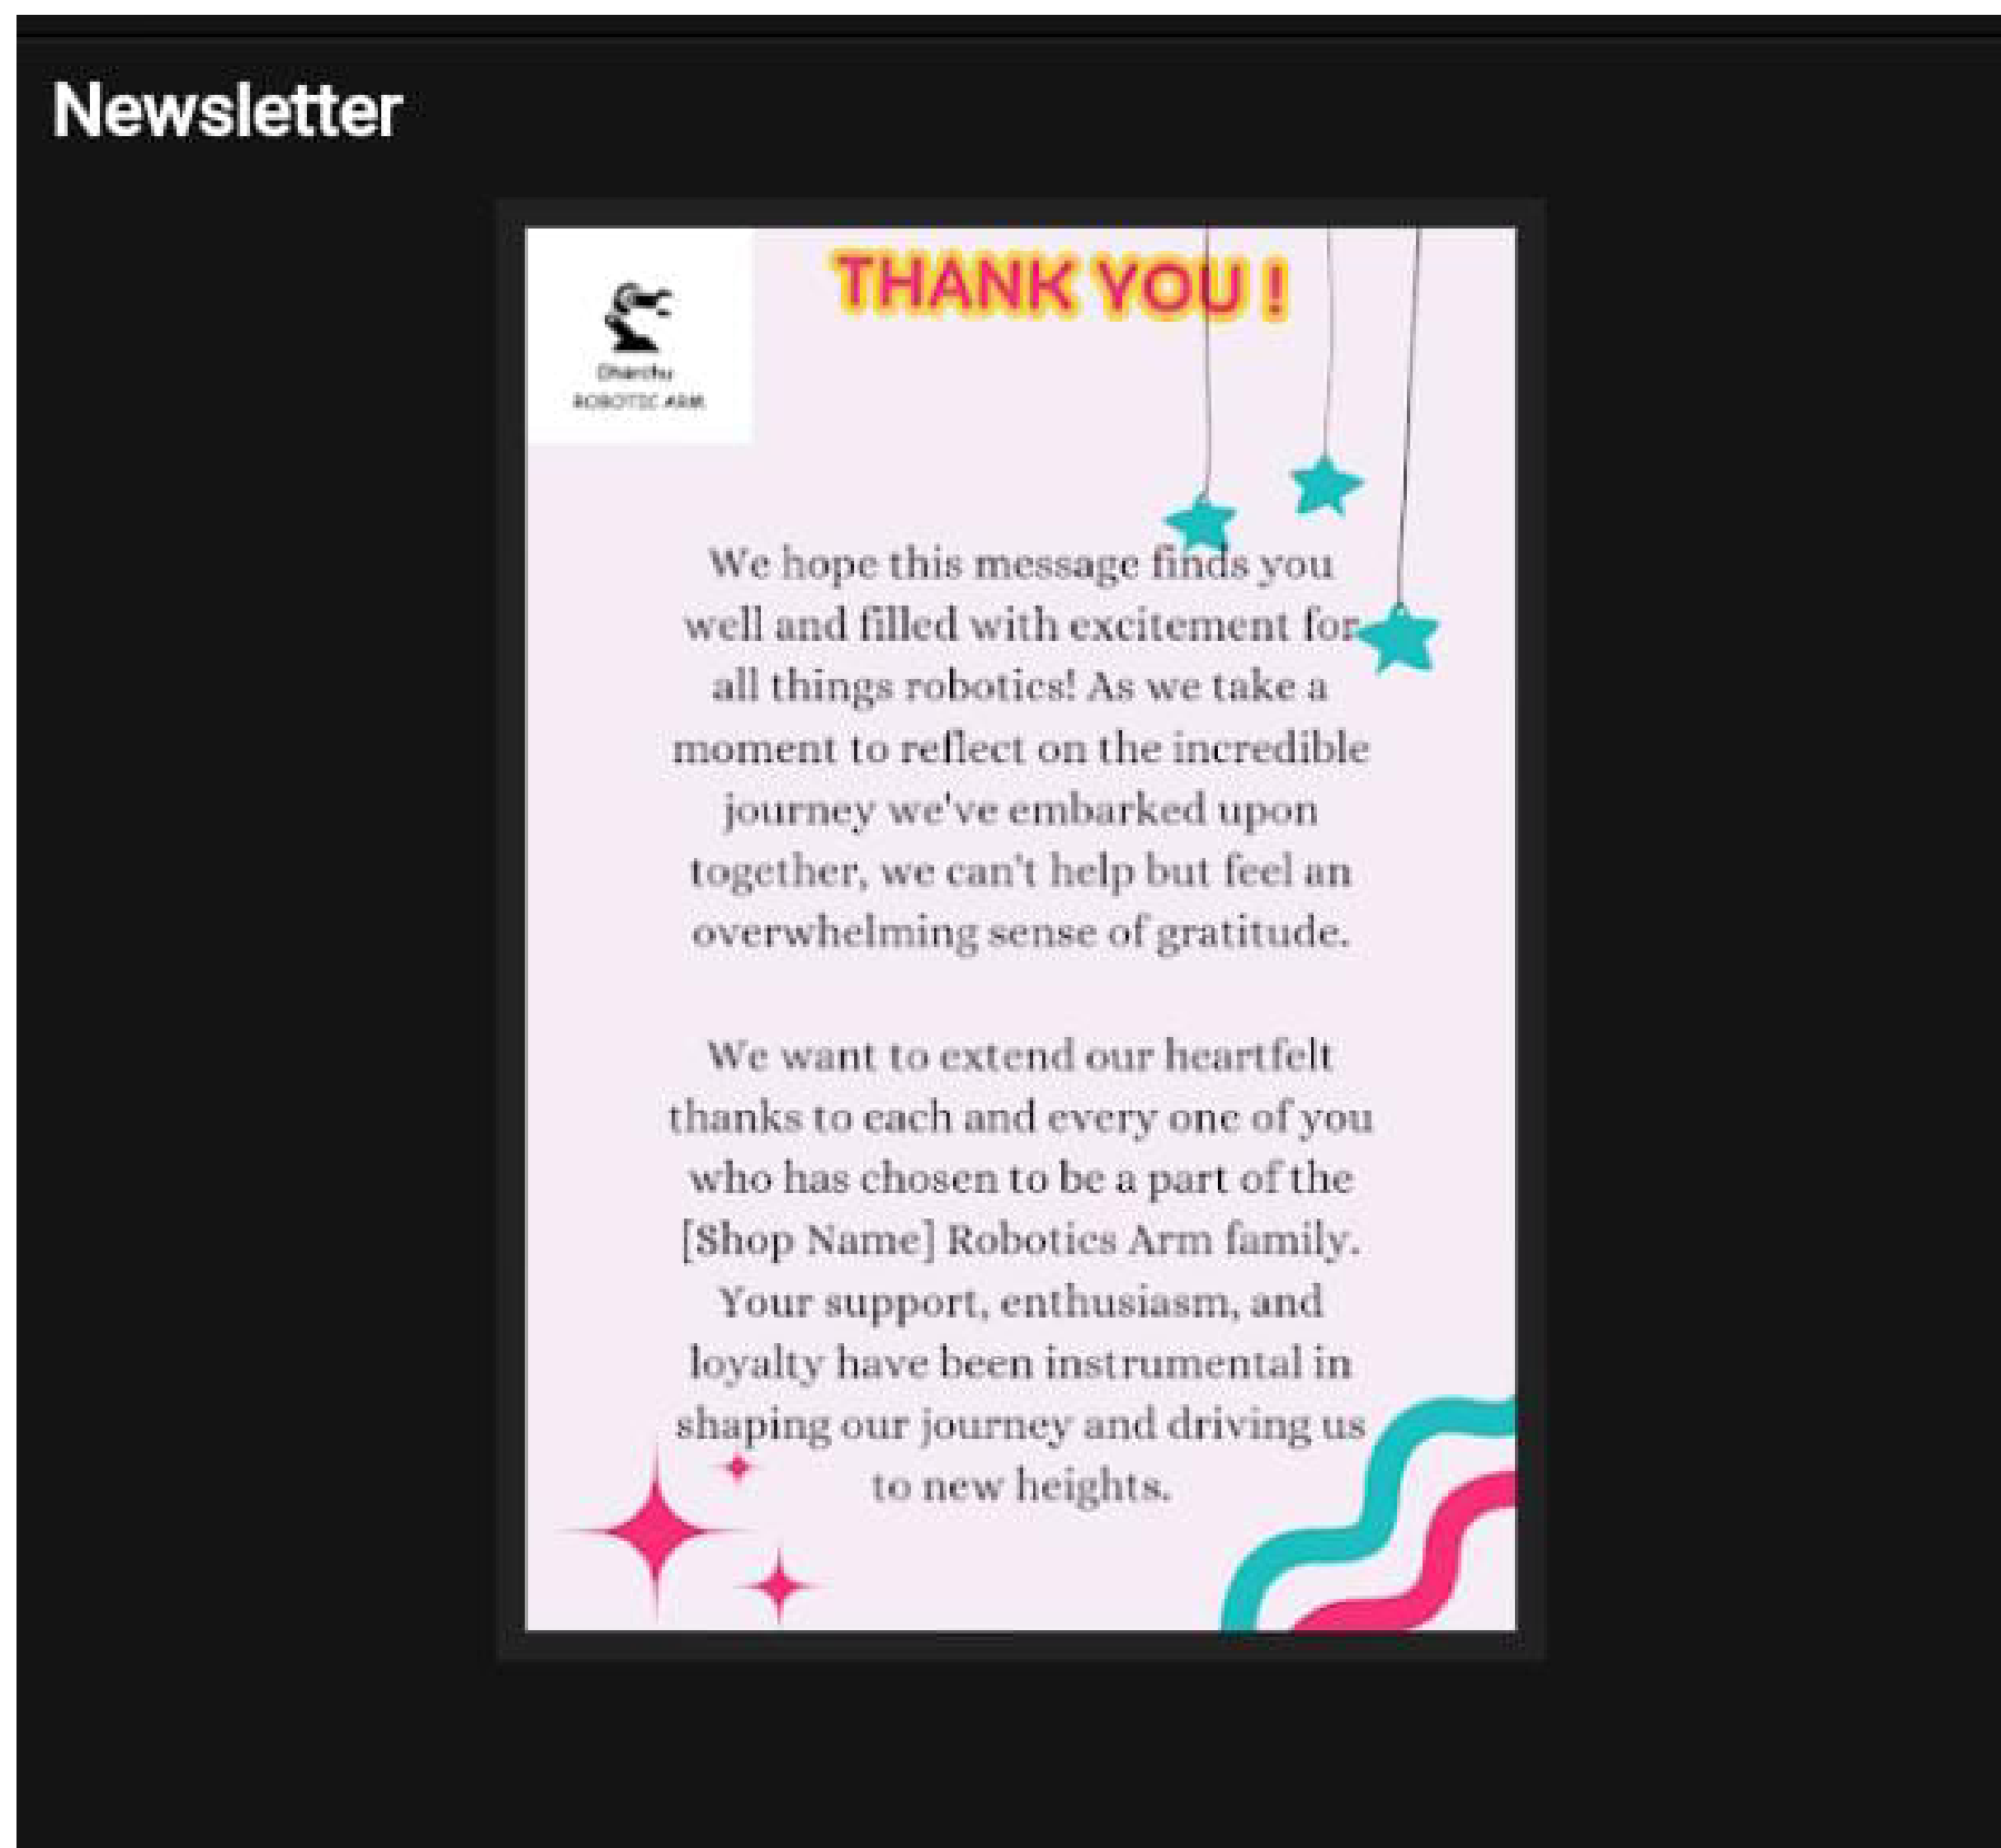 Newsletter
THANK YOU !
ROBOTIC ARM
We hope this message finds you
well and filled with excitement for
all things robotics! As we take a
moment to reflect on the incredible
journey we've embarked upon
together, we can't help but feel an
overwhelming sense of gratitude.
We want to extend our heartfelt
thanks to each and every one of you
who has chosen to be a part of the
[Shop Name] Robotics Arm family.
Your support, enthusiasm, and
loyalty have been instrumental in
shaping our journey and driving us
to new heights.